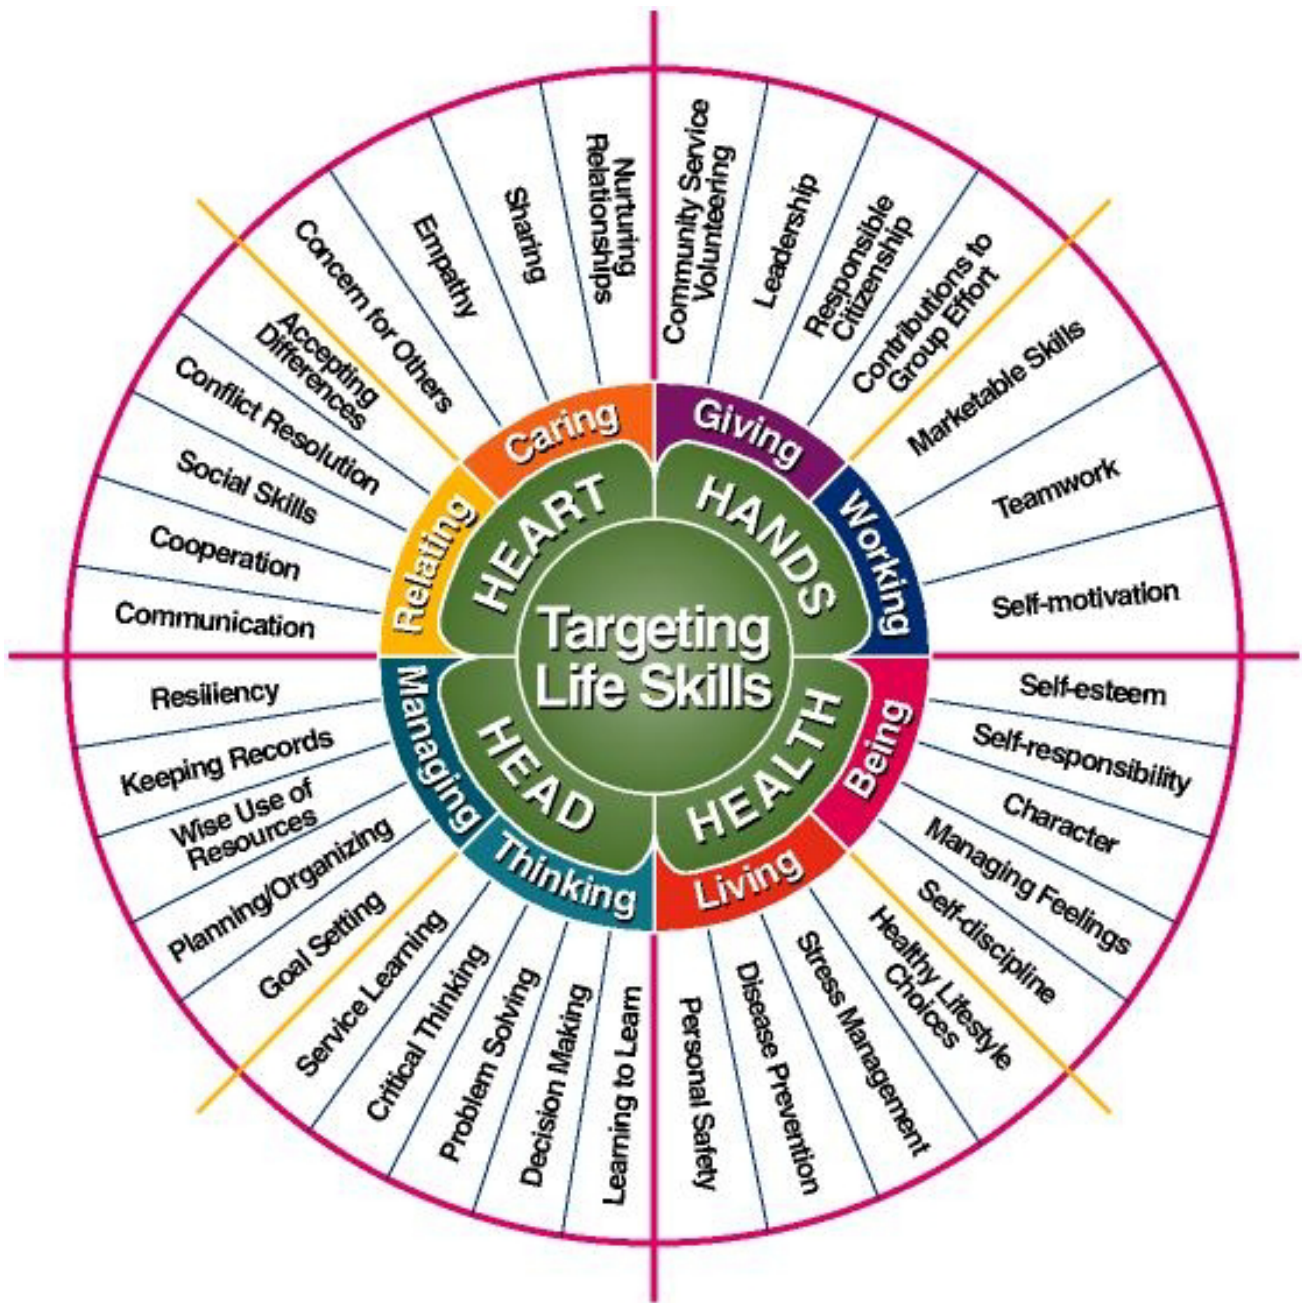 Targeting
Life Skills
HEART
HANDS
HEALTH
HEAD
Caring
Giving
Working
Being
Living
Thinking
Managing
Relating
Community Service
Volunteering
Leadership
Responsible
Citizenship
Contributions to
Group Effort
Marketable Skills
Teamwork
Self-motivation
Self-esteem
Self-responsibility
Character
Managing Feelings
Self-discipline
Healthy Lifestyle
Choices
Stress Management
Disease Prevention
Personal Safety
Learning to Learn
Decision Making
Problem Solving
Critical Thinking
Service Learning
Goal Setting
Planning/Organizing
Wise Use of
Resources
Keeping Records
Resiliency
Communication
Cooperation
Social Skills
Conflict Resolution
Accepting
Differences
Concern for Others
Empathy
Sharing
Nurturing
Relationships